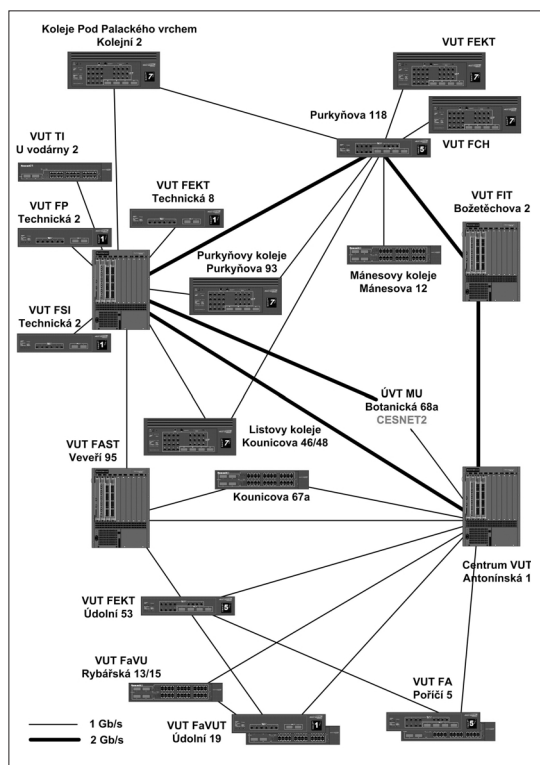 Koleje Pod Palackého vrchem
Kolejní 2
VUT FEKT
Purkyňova 118
VUT FCH
VUT TI
U vodárny 2
VUT FEKT
Technická 8
VUT FP
Technická 2
VUT FIT
Božetěchova 2
Purkyňovy koleje
Purkyňova 93
Mánesovy koleje
Mánesova 12
VUT FSI
Technická 2
ÚVT MU
Botanická 68a
CESNET2
Listovy koleje
Kounicova 46/48
VUT FAST
Veveří 95
Kounicova 67a
Centrum VUT
Antonínská 1
VUT FEKT
Údolní 53
VUT FaVU
Rybářská 13/15
VUT FA
Poříčí 5
VUT FaVUT
Údolní 19
1 Gb/s
2 Gb/s